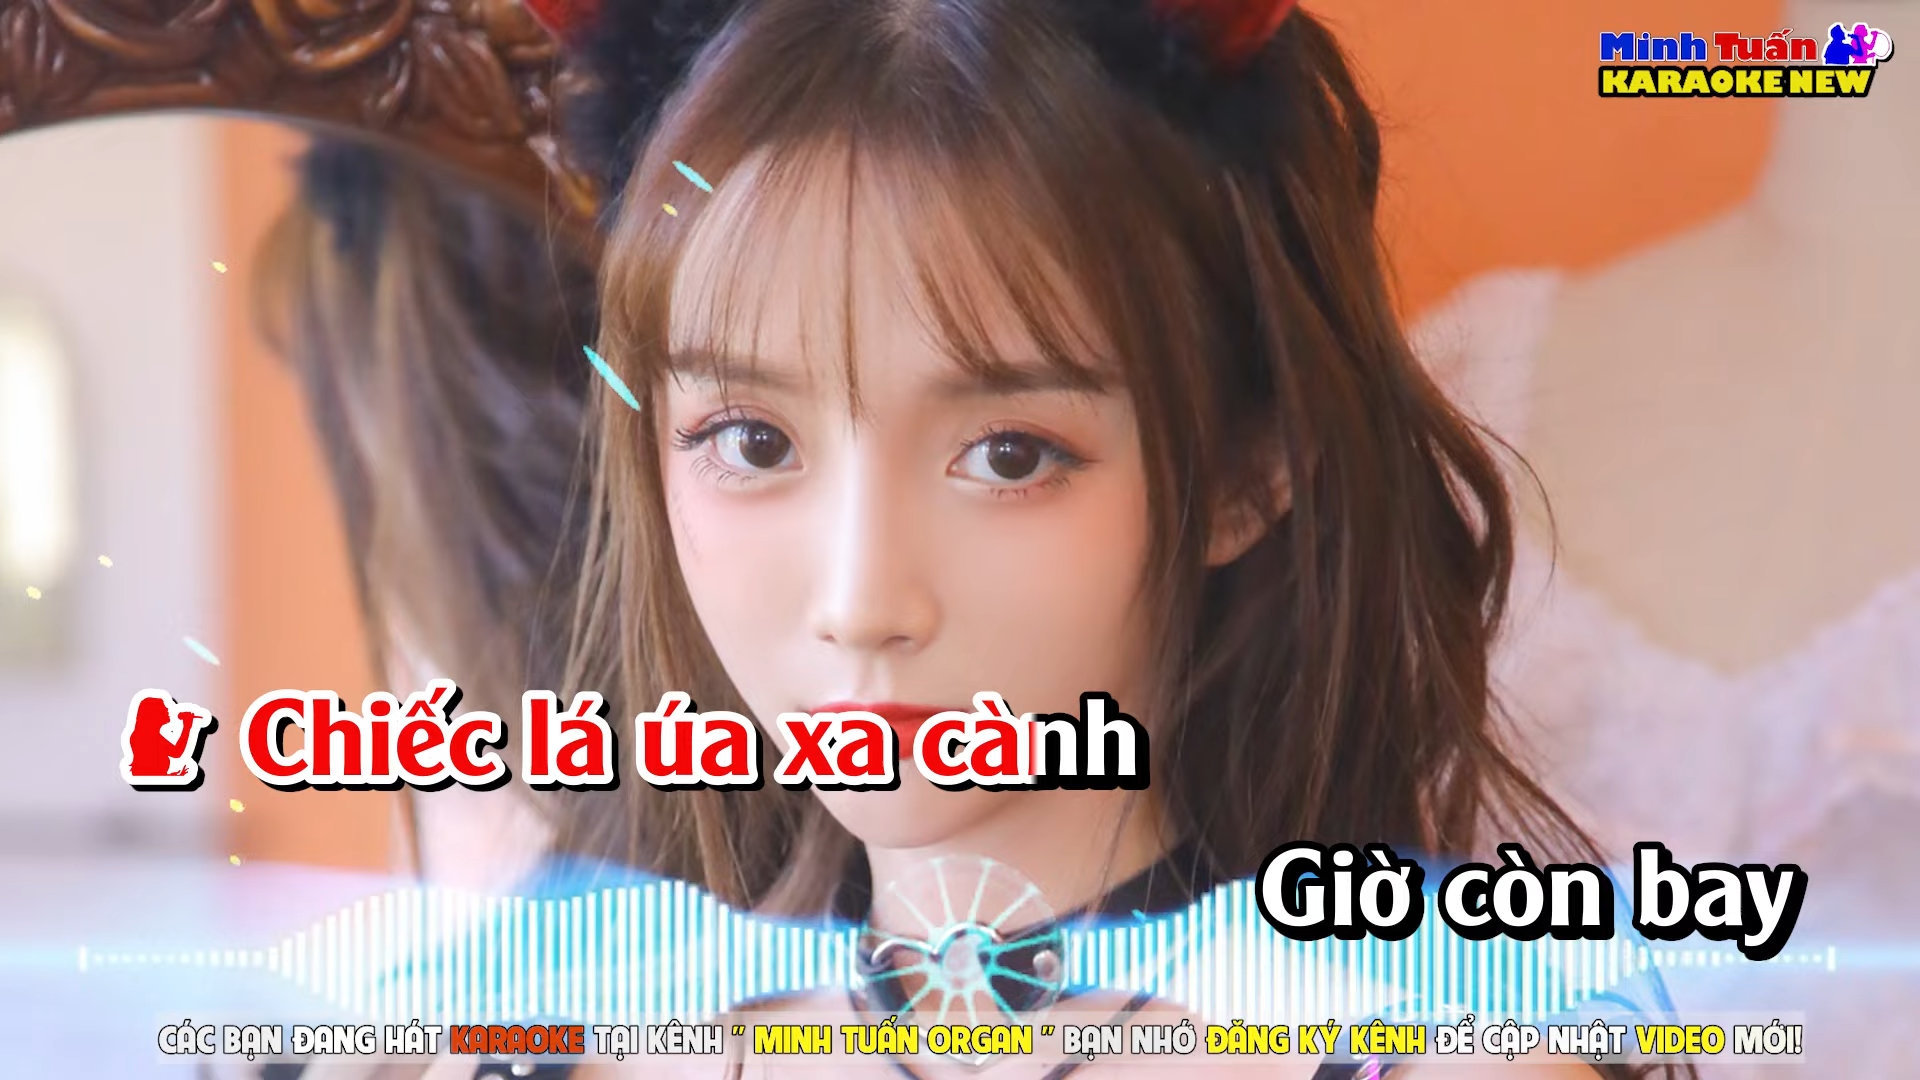 Minh Tuấn
KARAOKE NEW
Chiếc lá úa xa cành
Giờ còn bay
CÁC BẠN ĐANG HÁT KARAOKE TẠI KÊNH " MINH TUẤN ORGAN " BẠN NHỚ ĐĂNG KÝ KÊNH ĐỂ CẬP NHẬT VIDEO MỚI!